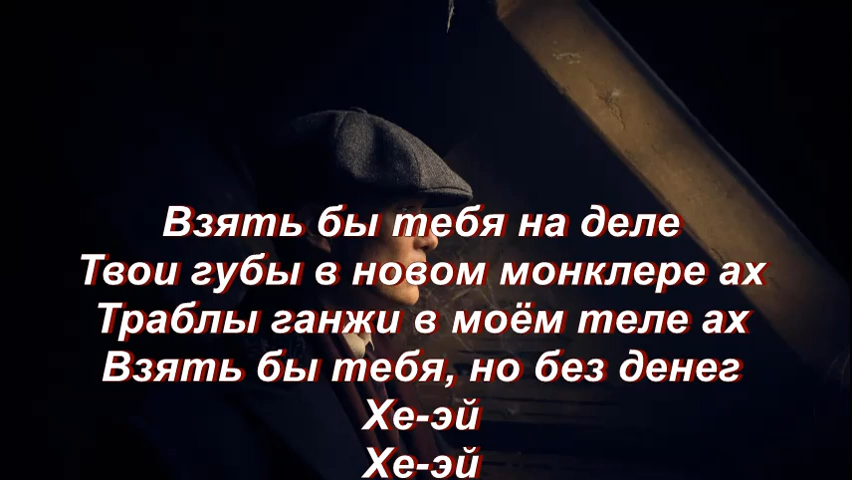 Взять бы тебя на деле
Твои губы в новом монклере ах
Траблы ганжи в моём теле ах
Взять бы тебя, но без денег
Хе-эй
Хе-эй